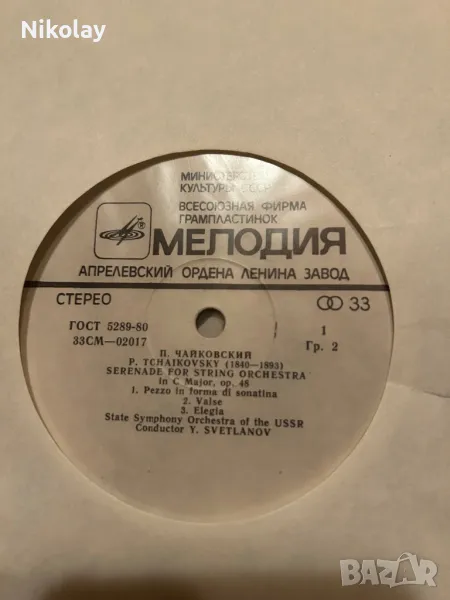 Nikolay
МИНИСТЕРСТВО
КУЛЬТУРЫ СССР
ВСЕСОЮЗНАЯ ФИРМА
ГРАМПЛАСТИНОК
МЕЛОДИЯ
АПРЕЛЕВСКИЙ ОРДЕНА ЛЕНИНА ЗАВОД
СТЕРЕО
33
ГОСТ 5289-80
33СМ—02017
1
Гр. 2
П. ЧАЙКОВСКИЙ
P. TCHAIKOVSKY (1840—1893)
SERENADE FOR STRING ORCHESTRA
in C Major, op. 48
1. Pezzo in forma di sonatina
2. Valse
3. Elegia
State Symphony Orchestra of the USSR
Conductor Y. SVETLANOV
BAZAR